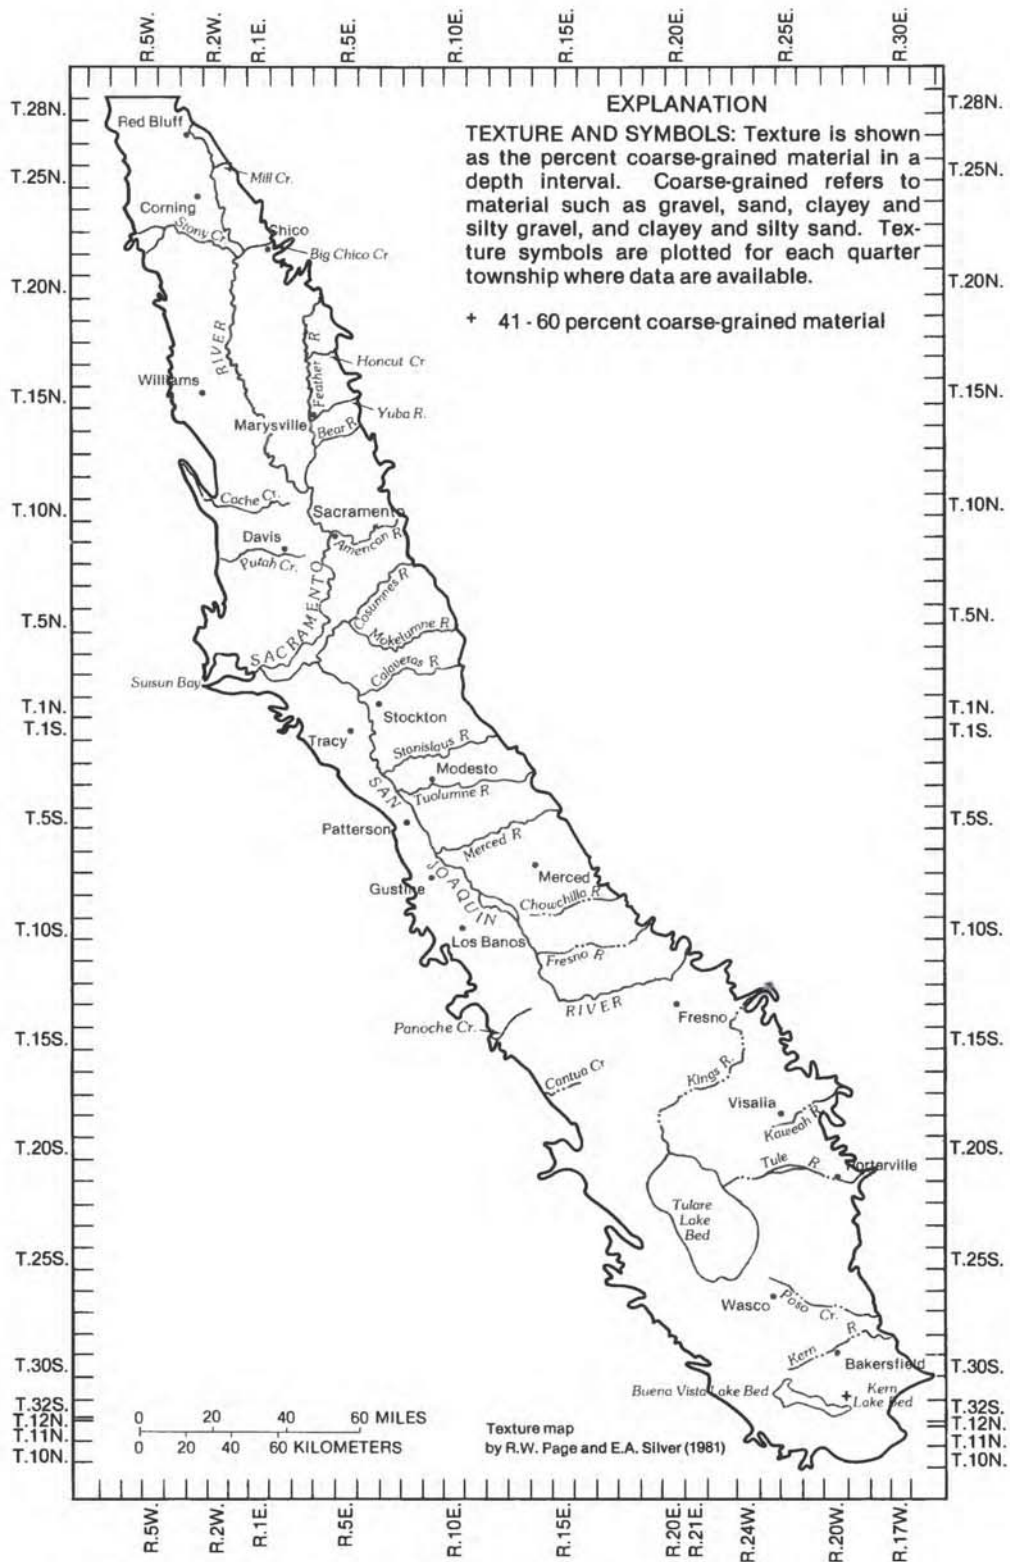 R.5W.
R.2W.
R.1E.
R.5E.
R.10E.
R.15E.
R.20E.
R.25E.
R.30E.
EXPLANATION
TEXTURE AND SYMBOLS: Texture is shown
as the percent coarse-grained material in a
depth interval. Coarse-grained refers to
material such as gravel, sand, clayey and
silty gravel, and clayey and silty sand. Tex-
ture symbols are plotted for each quarter
township where data are available.
+ 41 - 60 percent coarse-grained material
T.28N.
T.25N.
T.20N.
T.15N.
T.10N.
T.5N.
T.1N.
T.1S.
T.5S.
T.10S.
T.15S.
T.20S.
T.25S.
T.30S.
T.32S.
T.12N.
T.11N.
T.10N.
Red Bluff
Mill Cr.
Corning
Stony Cr.
Chico
Big Chico Cr.
RIVER
Feather R
Honcut Cr
Williams
Marysville
Yuba R.
Bear R
Cache Cr.
Sacramento
Davis
American R.
Putah Cr.
SACRAMENTO
Cosumnes R
Mokelumne R
Calaveras R
Suisun Bay
Stockton
Tracy
Stanislaus R
Modesto
SAN
Tuolumne R
Patterson
Merced R
Merced
JOAQUIN
Gustine
Chowchilla R
Los Banos
Fresno R
RIVER
Fresno
Panoche Cr.
Cantua Cr
Kings R.
Visalia
Kaweah R.
Tule R
Porterville
Tulare
Lake
Bed
Wasco
Poso Cr.
Kern R
Bakersfield
Buena Vista Lake Bed
+
Kern
Lake Bed
0 20 40 60 MILES
0 20 40 60 KILOMETERS
Texture map
by R.W. Page and E.A. Silver (1981)
T.28N.
T.25N.
T.20N.
T.15N.
T.10N.
T.5N.
T.1N.
T.1S.
T.5S.
T.10S.
T.15S.
T.20S.
T.25S.
T.30S.
T.32S.
T.12N.
T.11N.
T.10N.
R.5W.
R.2W.
R.1E.
R.5E.
R.10E.
R.15E.
R.20E.
R.21E.
R.24W.
R.20W.
R.17W.